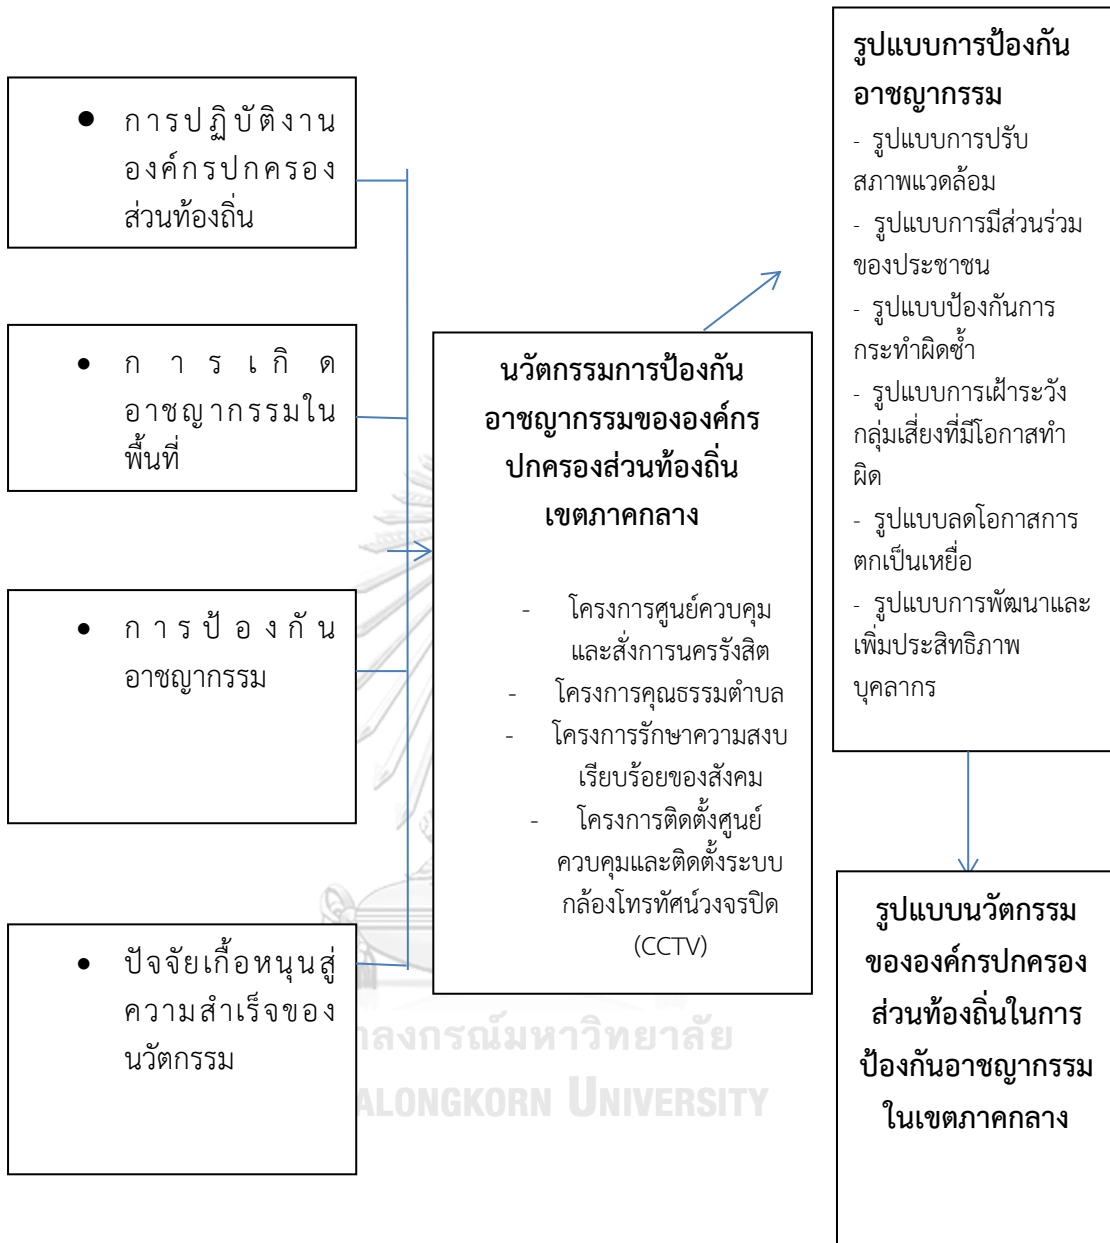 ● การปฏิบัติงาน
องค์กรปกครอง
ส่วนท้องถิ่น
● การเกิด
อาชญากรรมใน
พื้นที่
● การป้องกัน
อาชญากรรม
● ปัจจัยเกื้อหนุนสู่
ความสำเร็จของ
นวัตกรรม
นวัตกรรมการป้องกัน
อาชญากรรมขององค์กร
ปกครองส่วนท้องถิ่น
เขตภาคกลาง
- โครงการศูนย์ควบคุม
และสั่งการนครรังสิต
- โครงการคุณธรรมตำบล
- โครงการรักษาความสงบ
เรียบร้อยของสังคม
- โครงการติดตั้งศูนย์
ควบคุมและติดตั้งระบบ
กล้องโทรทัศน์วงจรปิด
(CCTV)
รูปแบบการป้องกัน
อาชญากรรม
- รูปแบบการปรับ
สภาพแวดล้อม
- รูปแบบการมีส่วนร่วม
ของประชาชน
- รูปแบบป้องกันการ
กระทำผิดซ้ำ
- รูปแบบการเฝ้าระวัง
กลุ่มเสี่ยงที่มีโอกาสทำ
ผิด
- รูปแบบลดโอกาสการ
ตกเป็นเหยื่อ
- รูปแบบการพัฒนาและ
เพิ่มประสิทธิภาพ
บุคลากร
รูปแบบนวัตกรรม
ขององค์กรปกครอง
ส่วนท้องถิ่นในการ
ป้องกันอาชญากรรม
ในเขตภาคกลาง
าลงกรณ์มหาวิทยาลัย
ALONGKORN UNIVERSITY